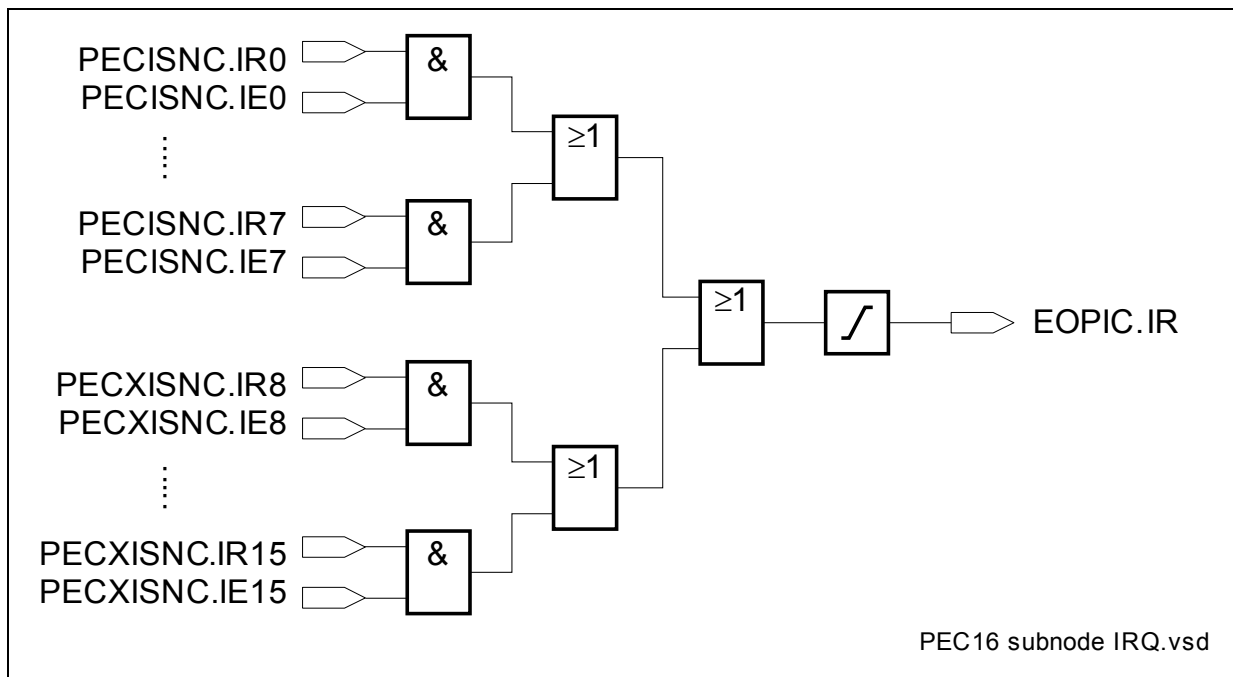 PECISNC.IR0
&
PECISNC.IE0
≥1
PECISNC.IR7
&
PECISNC.IE7
≥1
EOPIC.IR
PECXISNC.IR8
&
PECXISNC.IE8
≥1
PECXISNC.IR15
&
PECXISNC.IE15
PEC16 subnode IRQ.vsd